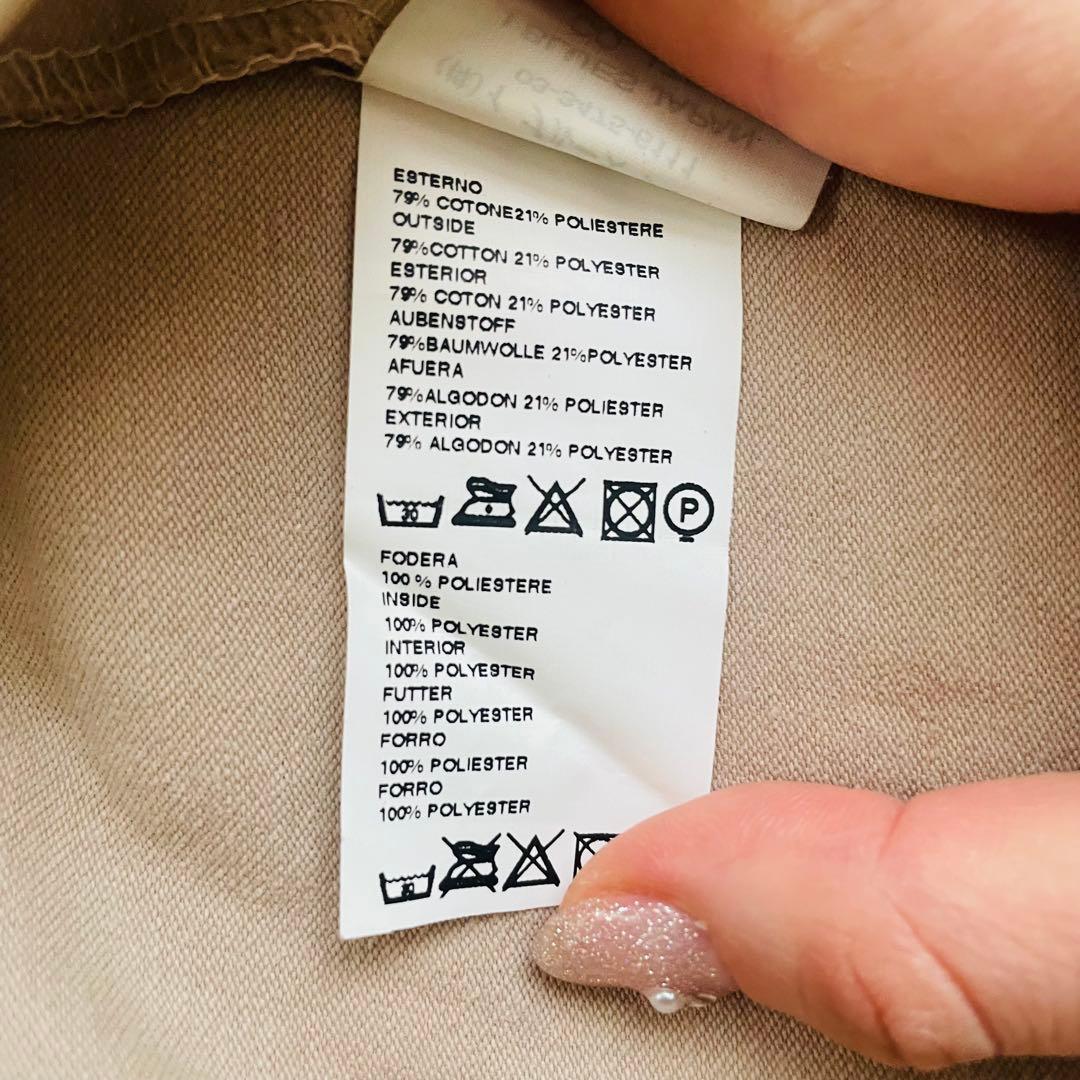 ESTERNO
79% COTONE21% POLIESTERE
OUTSIDE
79%COTTON 21% POLYESTER
ESTERIOR
79% COTON 21% POLYESTER
AUBENSTOFF
79%BAUMWOLLE 21%POLYESTER
AFUERA
79%ALGODON 21% POLIESTER
EXTERIOR
79% ALGODON 21% POLYESTER
30 P
FODERA
100 % POLIESTERE
INSIDE
100% POLYESTER
INTERIOR
100% POLYESTER
FUTTER
100% POLYESTER
FORRO
100% POLIESTER
FORRO
100% POLYESTER
30